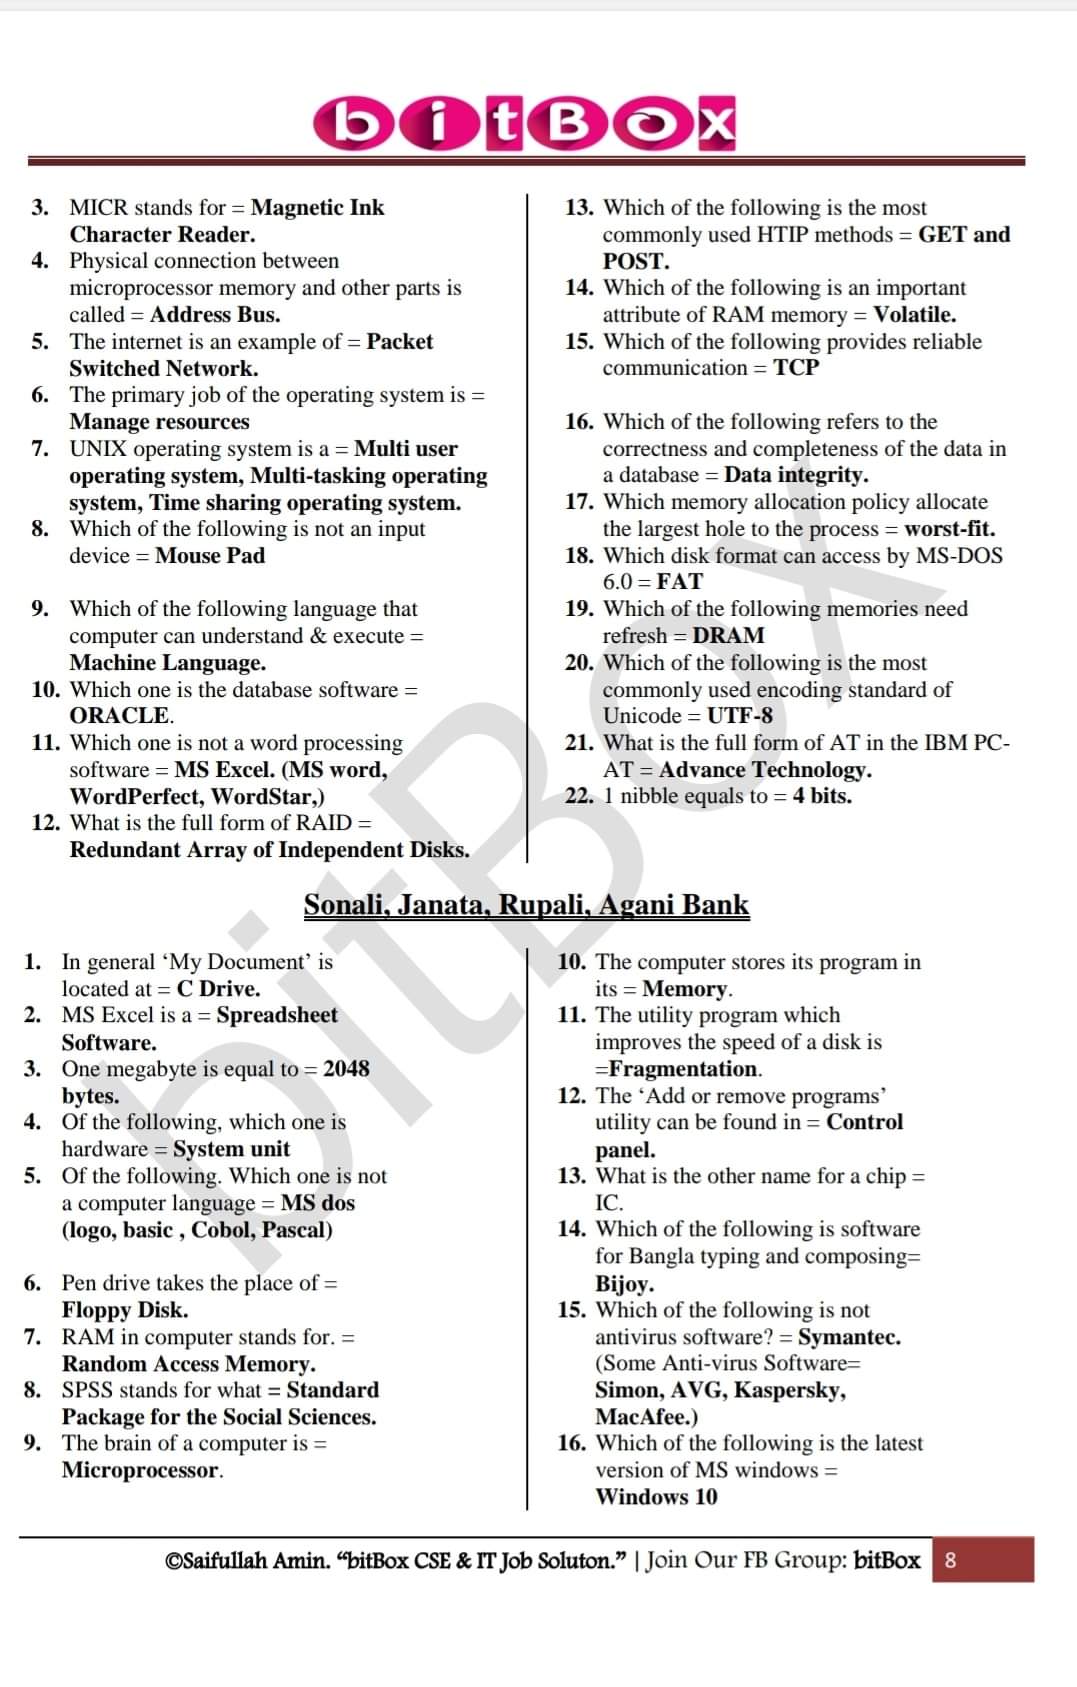 bitBox
3. MICR stands for = Magnetic Ink
Character Reader.
4. Physical connection between
microprocessor memory and other parts is
called = Address Bus.
5. The internet is an example of = Packet
Switched Network.
6. The primary job of the operating system is =
Manage resources
7. UNIX operating system is a = Multi user
operating system, Multi-tasking operating
system, Time sharing operating system.
8. Which of the following is not an input
device = Mouse Pad
9. Which of the following language that
computer can understand & execute =
Machine Language.
10. Which one is the database software =
ORACLE.
11. Which one is not a word processing
software = MS Excel. (MS word,
WordPerfect, WordStar,)
12. What is the full form of RAID =
Redundant Array of Independent Disks.
13. Which of the following is the most
commonly used HTIP methods = GET and
POST.
14. Which of the following is an important
attribute of RAM memory = Volatile.
15. Which of the following provides reliable
communication = TCP
16. Which of the following refers to the
correctness and completeness of the data in
a database = Data integrity.
17. Which memory allocation policy allocate
the largest hole to the process = worst-fit.
18. Which disk format can access by MS-DOS
6.0 = FAT
19. Which of the following memories need
refresh = DRAM
20. Which of the following is the most
commonly used encoding standard of
Unicode = UTF-8
21. What is the full form of AT in the IBM PC-
AT = Advance Technology.
22. 1 nibble equals to = 4 bits.
Sonali, Janata, Rupali, Agani Bank
1. In general ‘My Document’ is
located at = C Drive.
2. MS Excel is a = Spreadsheet
Software.
3. One megabyte is equal to = 2048
bytes.
4. Of the following, which one is
hardware = System unit
5. Of the following. Which one is not
a computer language = MS dos
(logo, basic , Cobol, Pascal)
6. Pen drive takes the place of =
Floppy Disk.
7. RAM in computer stands for. =
Random Access Memory.
8. SPSS stands for what = Standard
Package for the Social Sciences.
9. The brain of a computer is =
Microprocessor.
10. The computer stores its program in
its = Memory.
11. The utility program which
improves the speed of a disk is
=Fragmentation.
12. The ‘Add or remove programs’
utility can be found in = Control
panel.
13. What is the other name for a chip =
IC.
14. Which of the following is software
for Bangla typing and composing=
Bijoy.
15. Which of the following is not
antivirus software? = Symantec.
(Some Anti-virus Software=
Simon, AVG, Kaspersky,
MacAfee.)
16. Which of the following is the latest
version of MS windows =
Windows 10
bitBox
©Saifullah Amin. “bitBox CSE & IT Job Soluton.” | Join Our FB Group: bitBox 8